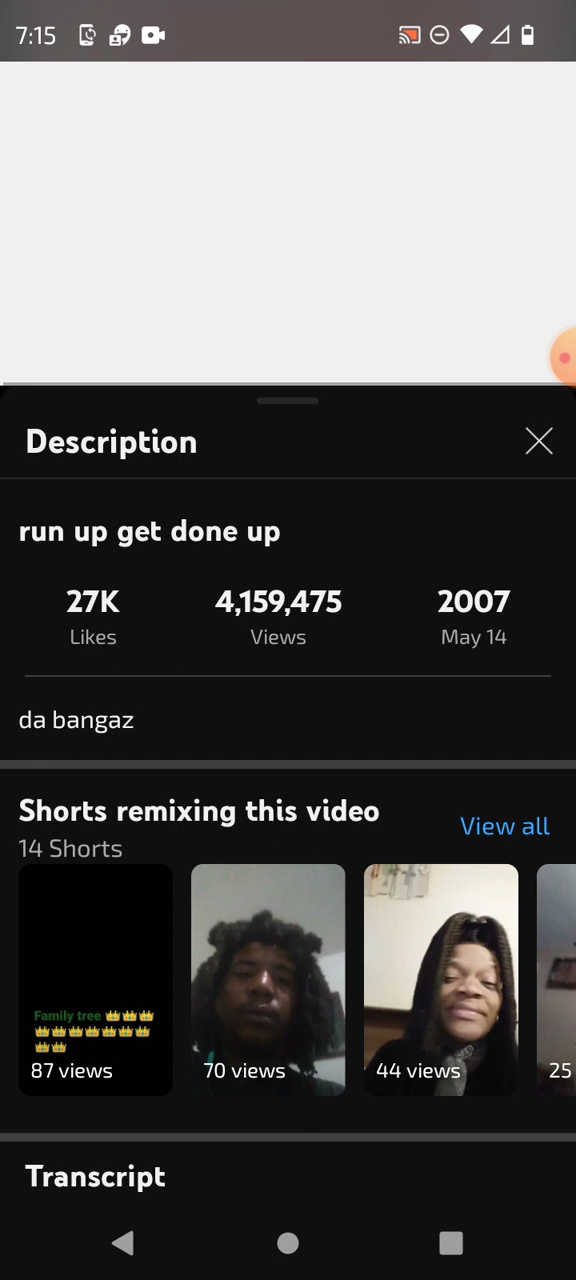 7:15
Description
run up get done up
27K
Likes
4,159,475
Views
2007
May 14
da bangaz
Shorts remixing this video
14 Shorts
View all
Family tree 👑👑👑
👑👑👑👑👑👑👑
👑👑
87 views
70 views
44 views
25
Transcript